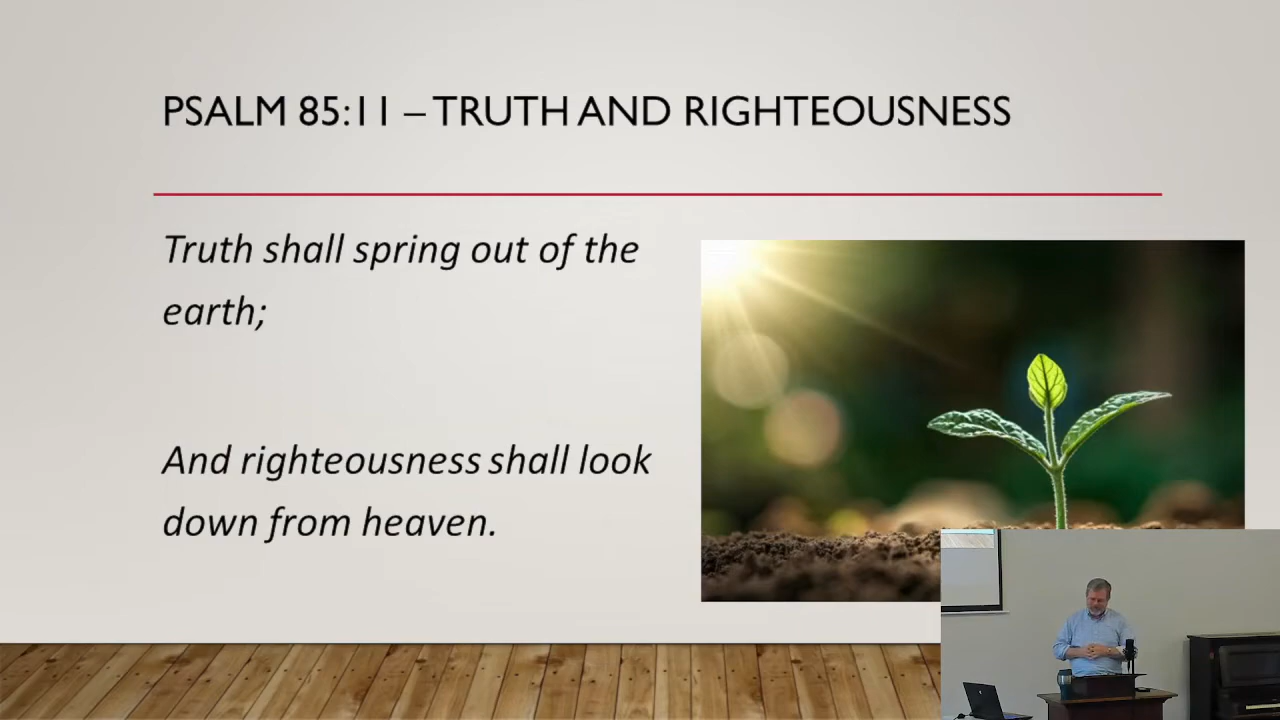 PSALM 85:11 – TRUTH AND RIGHTEOUSNESS
Truth shall spring out of the
earth;
And righteousness shall look
down from heaven.